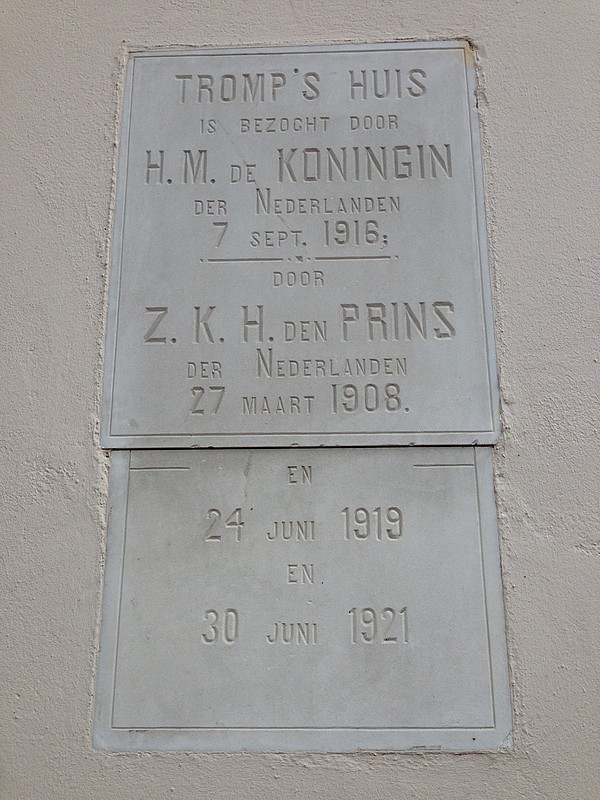 TROMP'S HUIS
IS BEZOCHT DOOR
H. M. DE KONINGIN
DER NEDERLANDEN
7 SEPT. 1916;
DOOR
Z. K. H. DEN PRINS
DER NEDERLANDEN
27 MAART 1908.
EN
24 JUNI 1919
EN
30 JUNI 1921